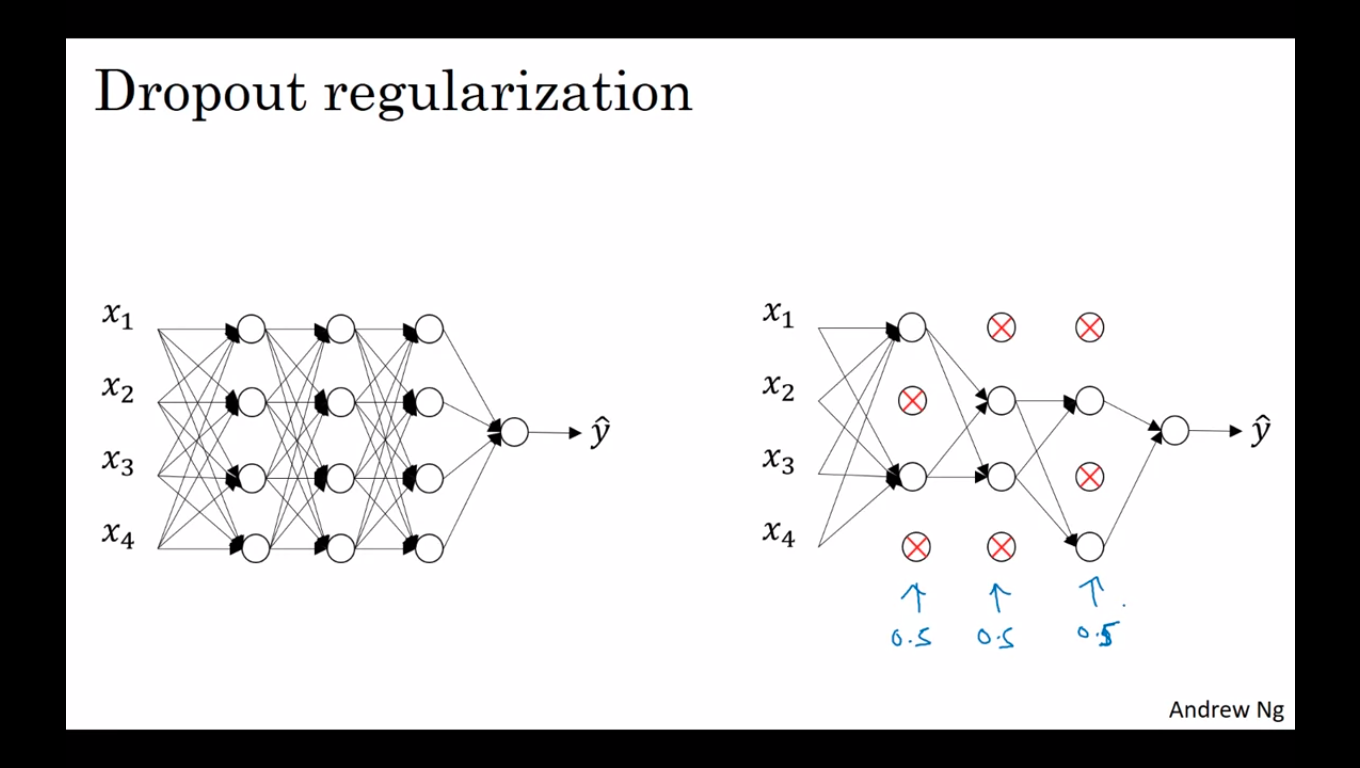 Dropout regularization
x₁
x₂
x₃
x₄
ŷ
x₁
x₂
x₃
x₄
ŷ
0.5 0.5 0.5
Andrew Ng